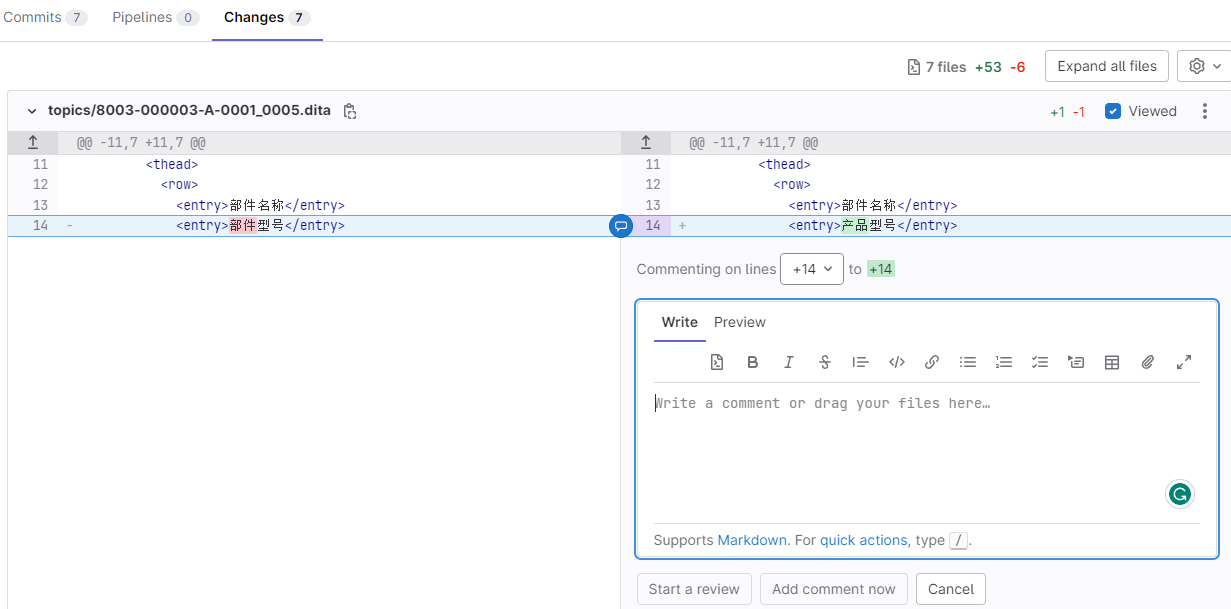 Commits 7 Pipelines 0 Changes 7
7 files +53 -6 Expand all files
topics/8003-000003-A-0001_0005.dita +1 -1 Viewed
@@ -11,7 +11,7 @@ @@ -11,7 +11,7 @@
11 <thead> 11 <thead>
12 <row> 12 <row>
13 <entry>部件名称</entry> 13 <entry>部件名称</entry>
14 - <entry>部件型号</entry> 14 + <entry>产品型号</entry>
Commenting on lines +14 to +14
Write Preview
Write a comment or drag your files here…
Supports Markdown. For quick actions, type /.
Start a review Add comment now Cancel